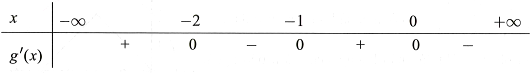 x −∞ −2 −1 0 +∞
g′(x) + 0 − 0 + 0 −